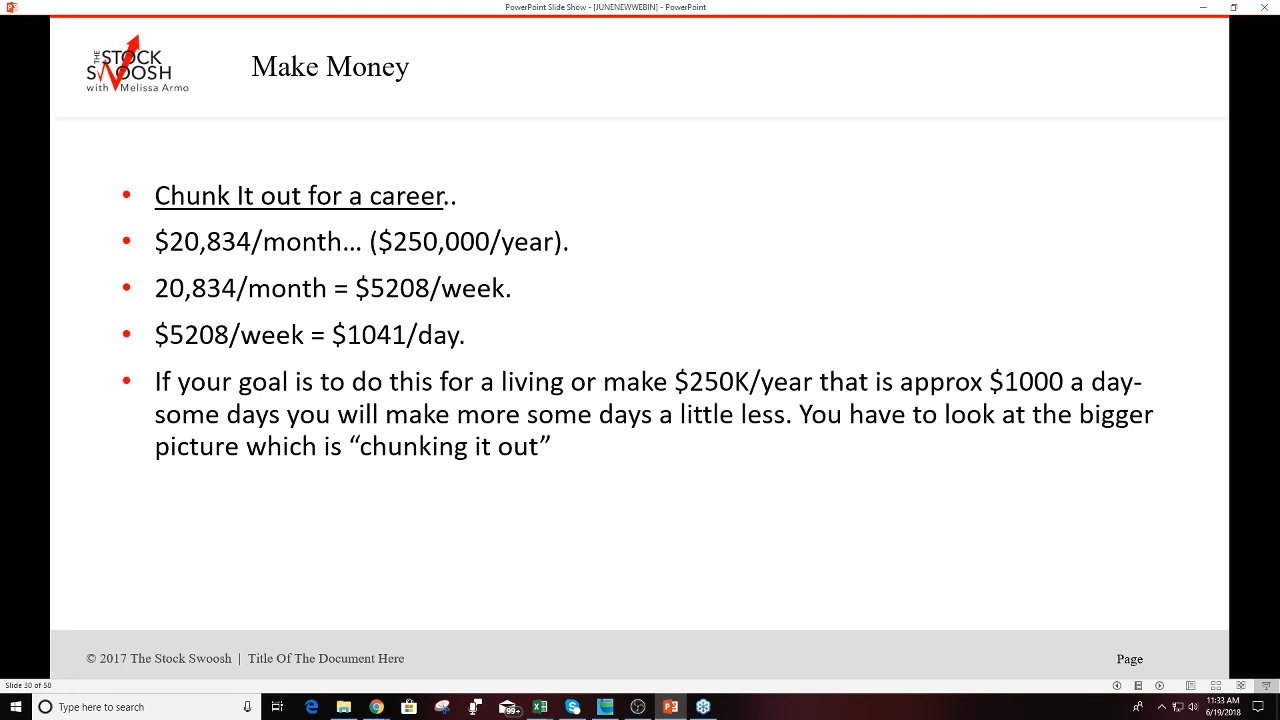 PowerPoint Slide Show - [JUNENEWWEBIN] - PowerPoint
THE STOCK
SWOOSH
with Melissa Armo
Make Money
• Chunk It out for a career..
• $20,834/month... ($250,000/year).
• 20,834/month = $5208/week.
• $5208/week = $1041/day.
• If your goal is to do this for a living or make $250K/year that is approx $1000 a day-
some days you will make more some days a little less. You have to look at the bigger
picture which is “chunking it out”
© 2017 The Stock Swoosh | Title Of The Document Here
Page
Slide 30 of 58
Type here to search
99+
11:33 AM
6/19/2018